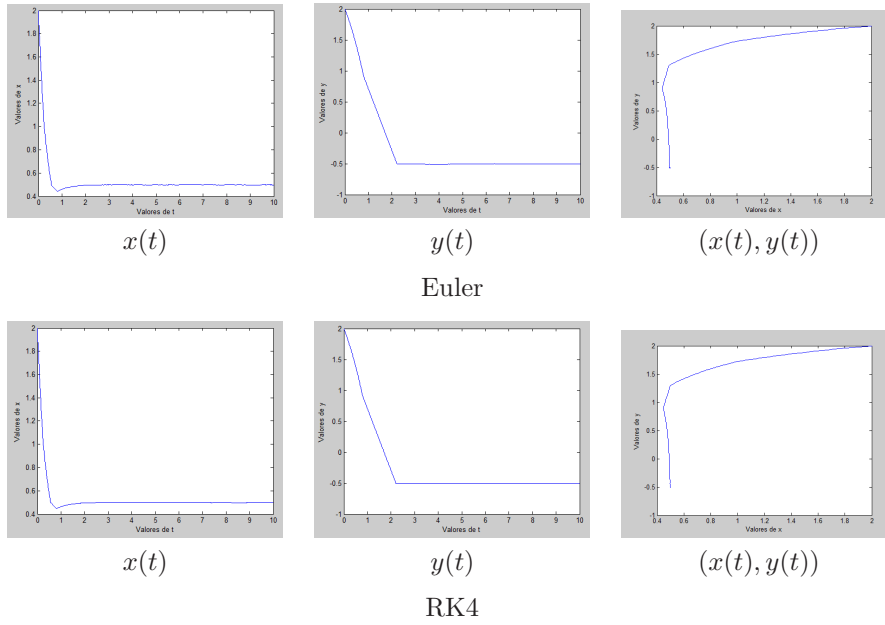 2
1.8
1.6
1.4
1.2
1
0.8
0.6
0.4
0 1 2 3 4 5 6 7 8 9 10
Valores de x
Valores de t
2
1.5
1
0.5
0
-0.5
-1
0 1 2 3 4 5 6 7 8 9 10
Valores de y
Valores de t
2
1.5
1
0.5
0
-0.5
-1
0.4 0.6 0.8 1 1.2 1.4 1.6 1.8 2
Valores de y
Valores de x
x(t)
y(t)
(x(t), y(t))
Euler
2
1.8
1.6
1.4
1.2
1
0.8
0.6
0.4
0 1 2 3 4 5 6 7 8 9 10
Valores de x
Valores de t
2
1.5
1
0.5
0
-0.5
-1
0 1 2 3 4 5 6 7 8 9 10
Valores de y
Valores de t
2
1.5
1
0.5
0
-0.5
-1
0.4 0.6 0.8 1 1.2 1.4 1.6 1.8 2
Valores de y
Valores de x
x(t)
y(t)
(x(t), y(t))
RK4